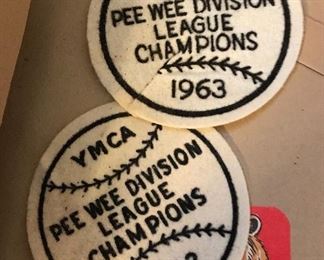 PEE WEE DIVISION
LEAGUE
CHAMPIONS
1963
YMCA
PEE WEE DIVISION
LEAGUE
CHAMPIONS